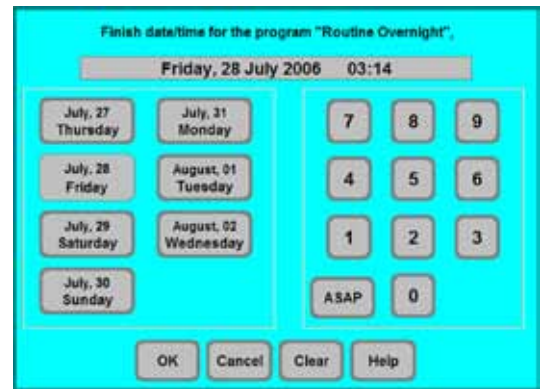 Finish date/time for the program "Routine Overnight",
Friday, 28 July 2006 03:14
July, 27
Thursday
July, 28
Friday
July, 29
Saturday
July, 30
Sunday
July, 31
Monday
August, 01
Tuesday
August, 02
Wednesday
7 8 9
4 5 6
1 2 3
ASAP 0
OK Cancel Clear Help